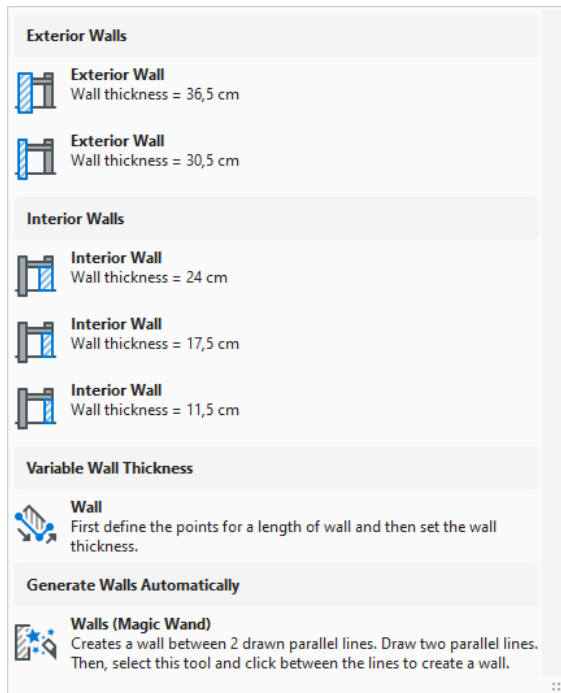 Exterior Walls
Exterior Wall
Wall thickness = 36,5 cm
Exterior Wall
Wall thickness = 30,5 cm
Interior Walls
Interior Wall
Wall thickness = 24 cm
Interior Wall
Wall thickness = 17,5 cm
Interior Wall
Wall thickness = 11,5 cm
Variable Wall Thickness
Wall
First define the points for a length of wall and then set the wall
thickness.
Generate Walls Automatically
Walls (Magic Wand)
Creates a wall between 2 drawn parallel lines. Draw two parallel lines.
Then, select this tool and click between the lines to create a wall.